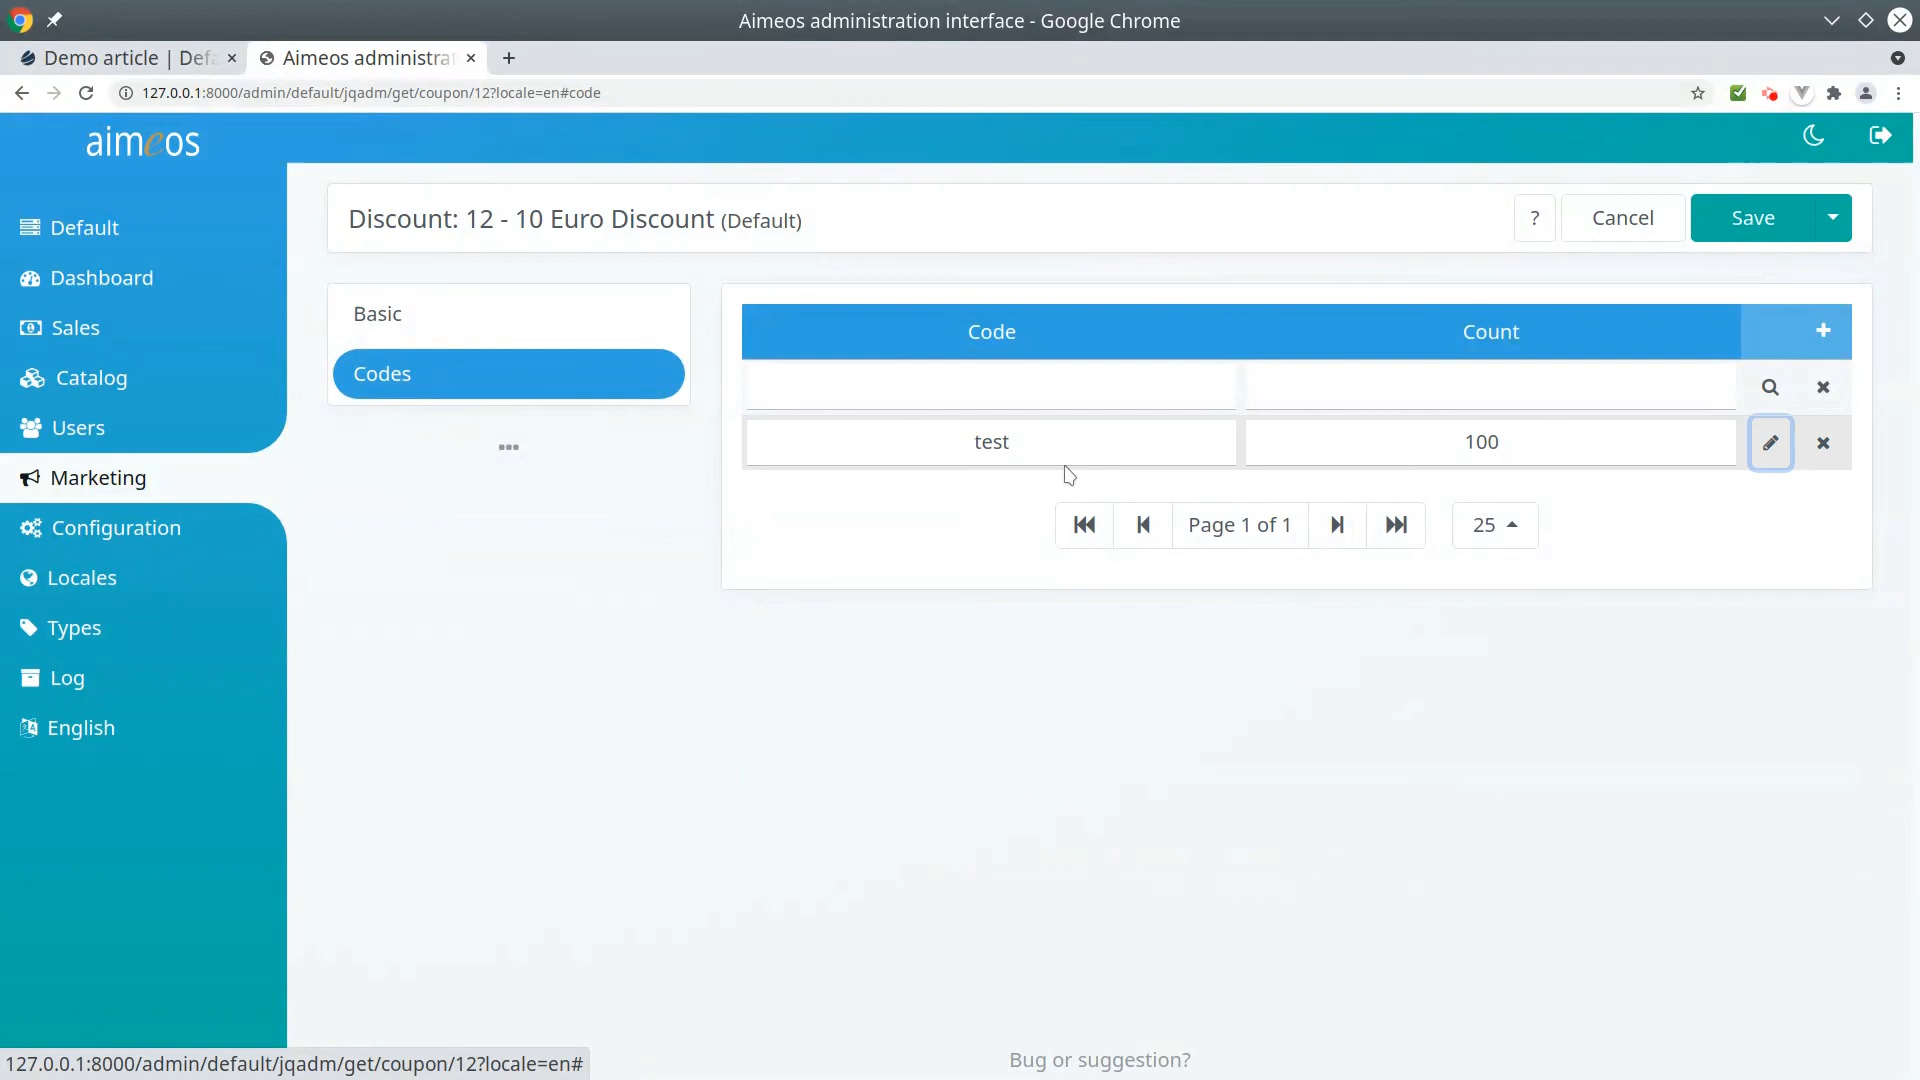 Aimeos administration interface - Google Chrome
Demo article | Defa
Aimeos administra
127.0.0.1:8000/admin/default/jqadm/get/coupon/12?locale=en#code
aimeos
Default
Dashboard
Sales
Catalog
Users
Marketing
Configuration
Locales
Types
Log
English
Discount: 12 - 10 Euro Discount (Default)
? Cancel Save
Basic
Codes
Code Count
test 100
Page 1 of 1 25
Bug or suggestion?
127.0.0.1:8000/admin/default/jqadm/get/coupon/12?locale=en#